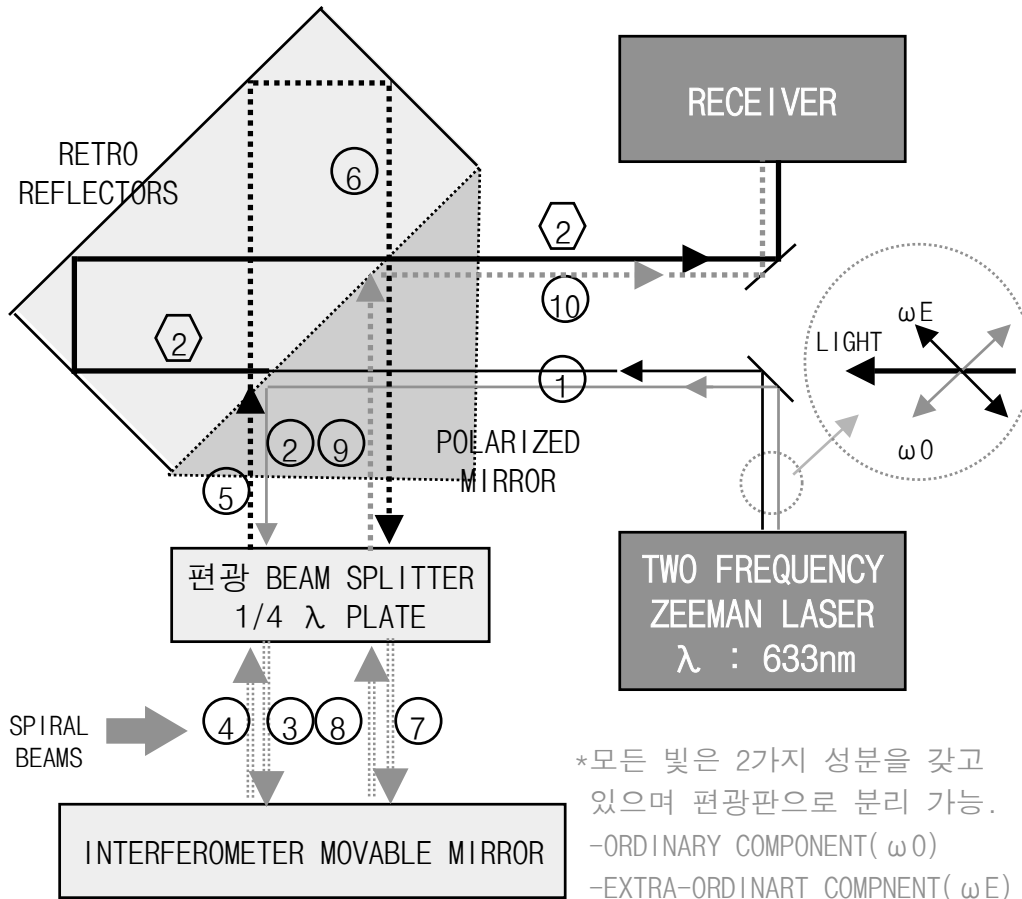 RECEIVER
RETRO
REFLECTORS
6
2
10
2
1
ωE
LIGHT
ω0
2
9
POLARIZED
MIRROR
5
편광 BEAM SPLITTER
1/4 λ PLATE
TWO FREQUENCY
ZEEMAN LASER
λ : 633nm
SPIRAL
BEAMS
4
3
8
7
*모든 빛은 2가지 성분을 갖고
있으며 편광판으로 분리 가능.
-ORDINARY COMPONENT(ω0)
-EXTRA-ORDINART COMPNENT(ωE)
INTERFEROMETER MOVABLE MIRROR